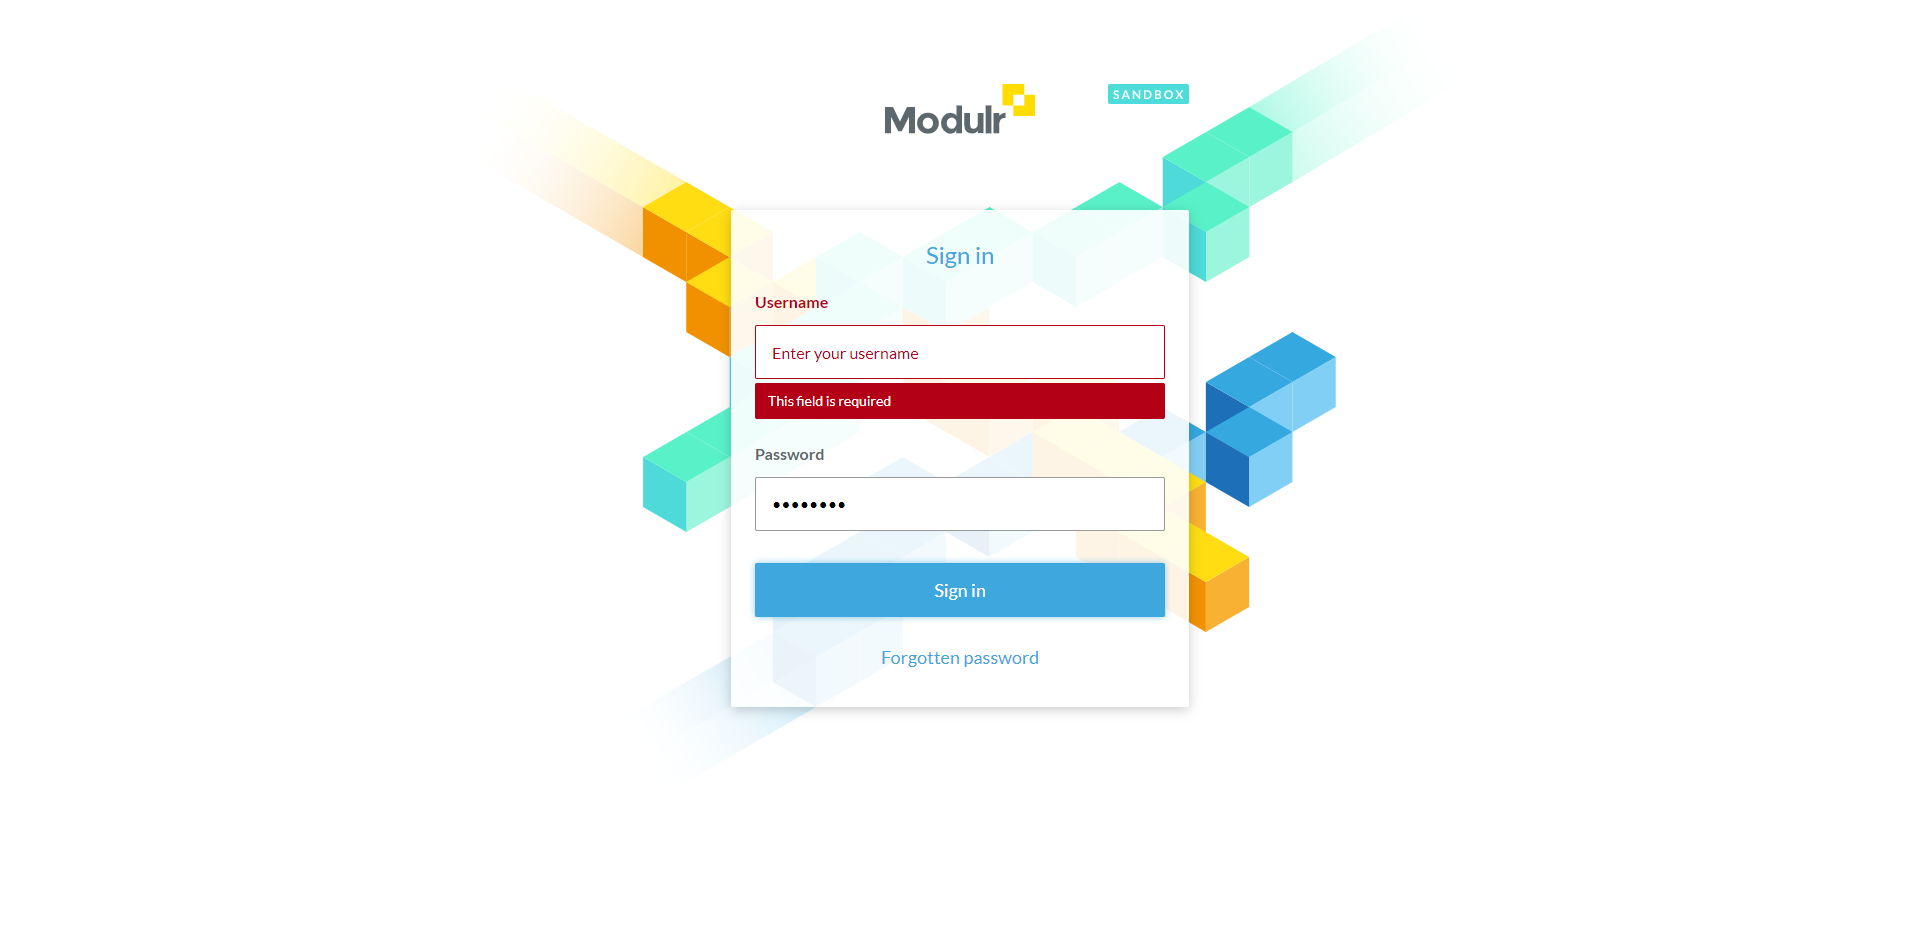 Modulr
SANDBOX
Sign in
Username
Enter your username
This field is required
Password
••••••••
Sign in
Forgotten password